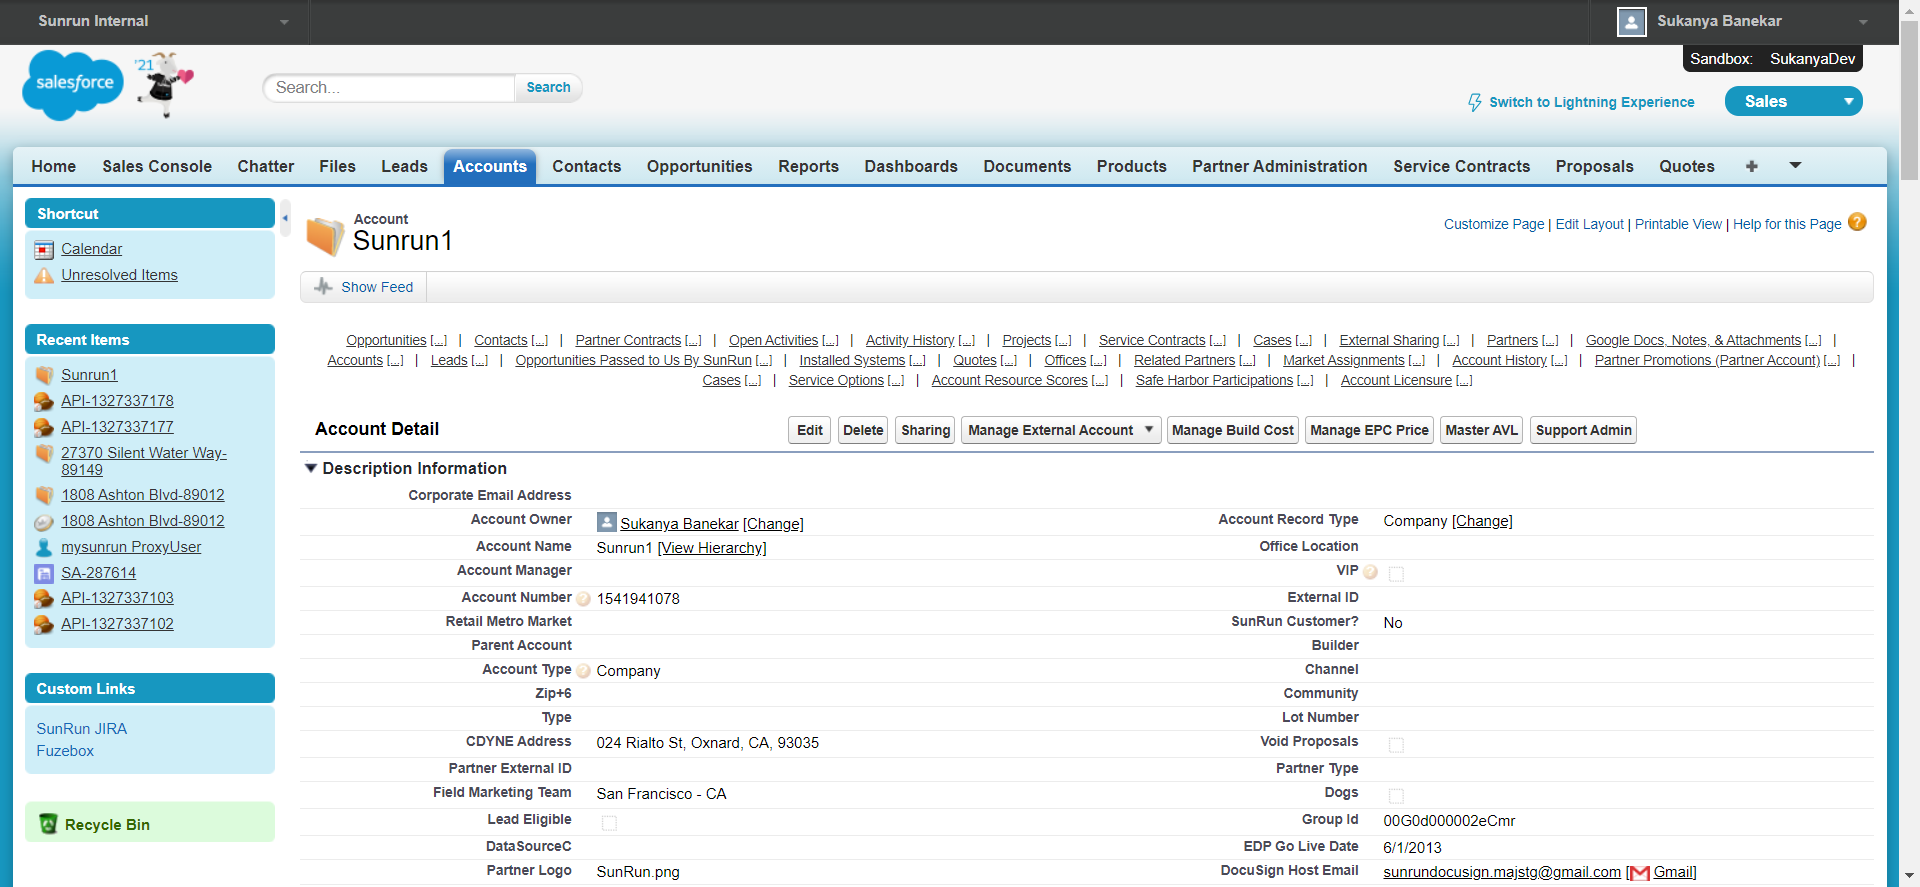 Sunrun Internal
Sukanya Banekar
Sandbox: SukanyaDev
salesforce
'21
Search...
Search
Switch to Lightning Experience
Sales
Home Sales Console Chatter Files Leads Accounts Contacts Opportunities Reports Dashboards Documents Products Partner Administration Service Contracts Proposals Quotes +
Shortcut
Calendar
Unresolved Items
Recent Items
Sunrun1
API-1327337178
API-1327337177
27370 Silent Water Way-
89149
1808 Ashton Blvd-89012
1808 Ashton Blvd-89012
mysunrun ProxyUser
SA-287614
API-1327337103
API-1327337102
Custom Links
SunRun JIRA
Fuzebox
Recycle Bin
Account
Sunrun1
Customize Page | Edit Layout | Printable View | Help for this Page ?
Show Feed
Opportunities [...] | Contacts [...] | Partner Contracts [...] | Open Activities [...] | Activity History [...] | Projects [...] | Service Contracts [...] | Cases [...] | External Sharing [...] | Partners [...] | Google Docs, Notes, & Attachments [...] |
Accounts [...] | Leads [...] | Opportunities Passed to Us By SunRun [...] | Installed Systems [...] | Quotes [...] | Offices [...] | Related Partners [...] | Market Assignments [...] | Account History [...] | Partner Promotions (Partner Account) [...] |
Cases [...] | Service Options [...] | Account Resource Scores [...] | Safe Harbor Participations [...] | Account Licensure [...]
Account Detail
Edit Delete Sharing Manage External Account Manage Build Cost Manage EPC Price Master AVL Support Admin
Description Information
Corporate Email Address
Account Owner Sukanya Banekar [Change] Account Record Type Company [Change]
Account Name Sunrun1 [View Hierarchy] Office Location
Account Manager VIP ?
Account Number ? 1541941078 External ID
Retail Metro Market SunRun Customer? No
Parent Account Builder
Account Type ? Company Channel
Zip+6 Community
Type Lot Number
CDYNE Address 024 Rialto St, Oxnard, CA, 93035 Void Proposals
Partner External ID Partner Type
Field Marketing Team San Francisco - CA Dogs
Lead Eligible Group Id 00G0d000002eCmr
DataSourceC EDP Go Live Date 6/1/2013
Partner Logo SunRun.png DocuSign Host Email sunrundocusign.majstg@gmail.com [Gmail]